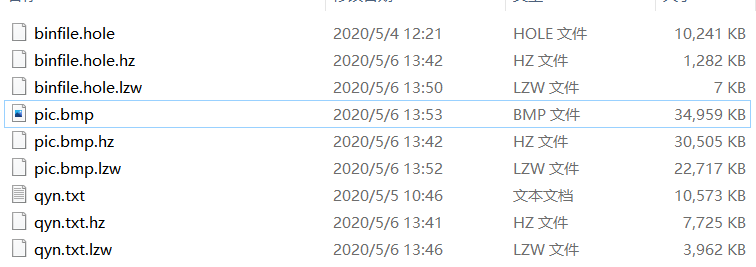 binfile.hole 2020/5/4 12:21 HOLE 文件 10,241 KB
binfile.hole.hz 2020/5/6 13:42 HZ 文件 1,282 KB
binfile.hole.lzw 2020/5/6 13:50 LZW 文件 7 KB
pic.bmp 2020/5/6 13:53 BMP 文件 34,959 KB
pic.bmp.hz 2020/5/6 13:42 HZ 文件 30,505 KB
pic.bmp.lzw 2020/5/6 13:52 LZW 文件 22,717 KB
qyn.txt 2020/5/5 10:46 文本文档 10,573 KB
qyn.txt.hz 2020/5/6 13:41 HZ 文件 7,725 KB
qyn.txt.lzw 2020/5/6 13:46 LZW 文件 3,962 KB